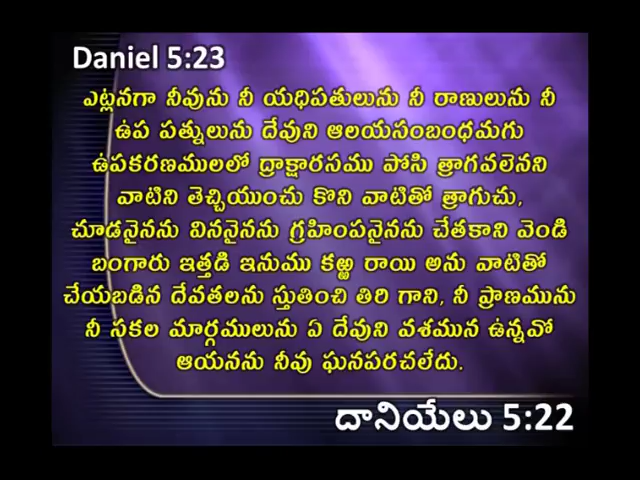 Daniel 5:23
ఎట్లనగా నీవును నీ యధిపతులును నీ రాణులును నీ
ఉప పత్నులును దేవుని ఆలయసంబంధమగు
ఉపకరణములలో ద్రాక్షారసము పోసి త్రాగవలెనని
వాటిని తెచ్చియుంచు కొని వాటితో త్రాగుచు,
చూడనైనను విననైనను గ్రహింపనైనను చేతకాని వెండి
బంగారు ఇత్తడి ఇనుము కఱ్ఱ రాయి అను వాటితో
చేయబడిన దేవతలను స్తుతించి తిరి గాని, నీ ప్రాణమును
నీ సకల మార్గములును ఏ దేవుని వశమున ఉన్నవో
ఆయనను నీవు ఘనపరచలేదు.
దానియేలు 5:22